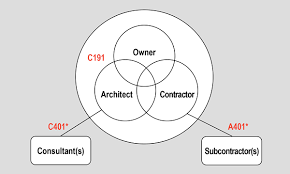 Owner
C191
Architect
Contractor
C401*
A401*
Consultant(s)
Subcontractor(s)